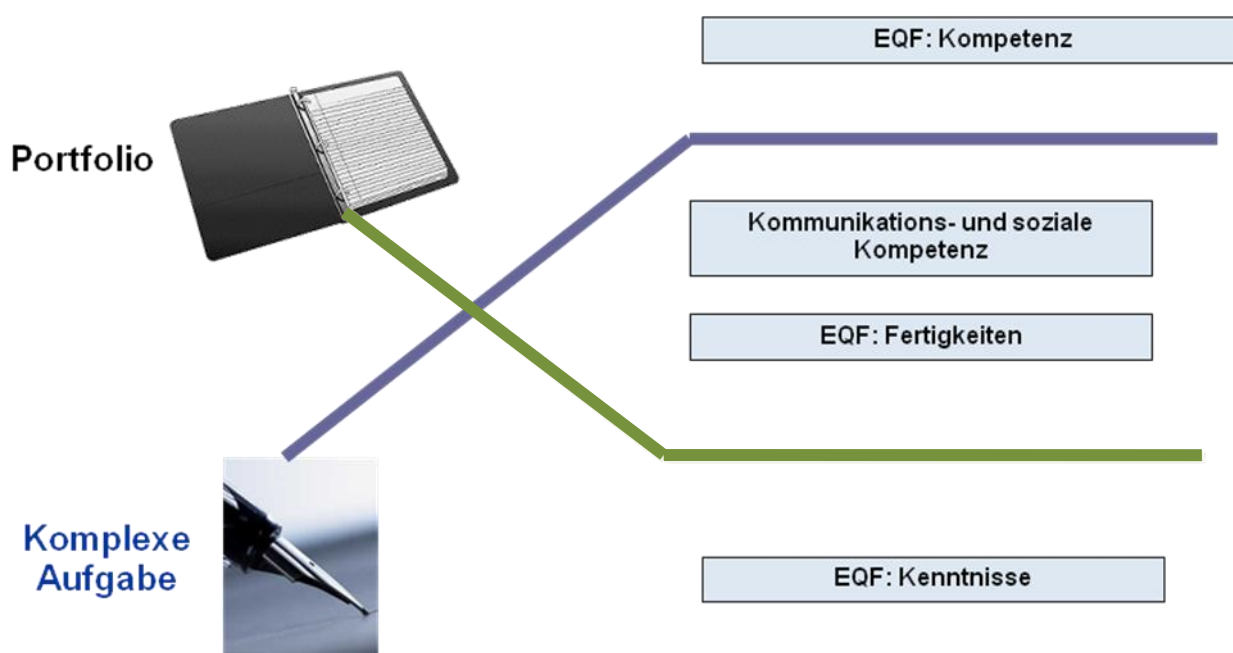 EQF: Kompetenz
Portfolio
Kommunikations- und soziale
Kompetenz
EQF: Fertigkeiten
Komplexe
Aufgabe
EQF: Kenntnisse